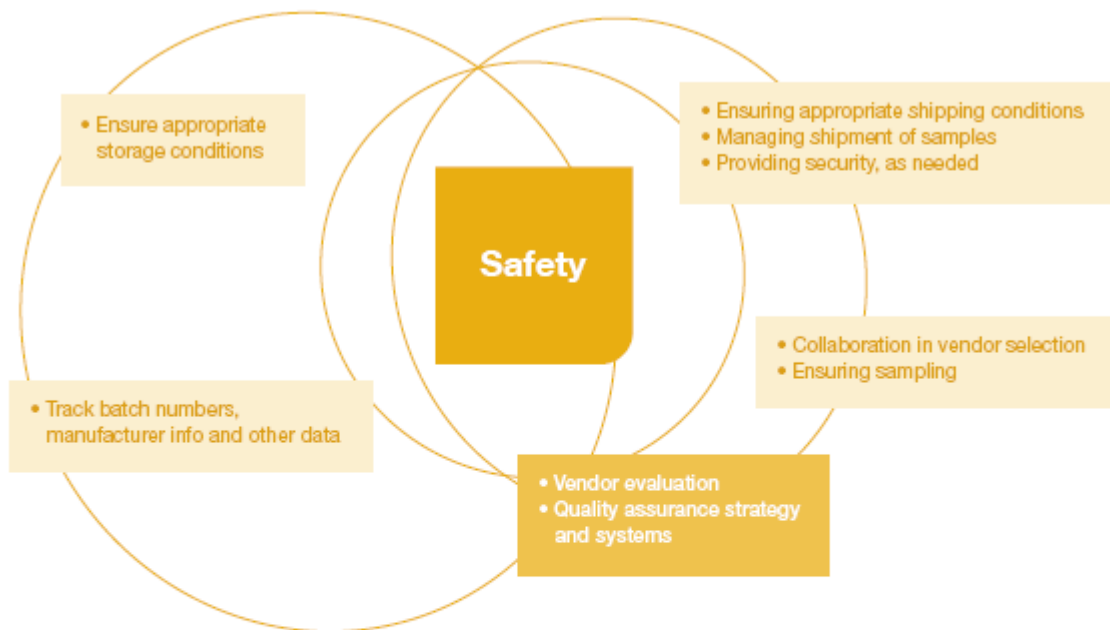 • Ensure appropriate
storage conditions
• Ensuring appropriate shipping conditions
• Managing shipment of samples
• Providing security, as needed
Safety
• Collaboration in vendor selection
• Ensuring sampling
• Track batch numbers,
manufacturer info and other data
• Vendor evaluation
• Quality assurance strategy
and systems